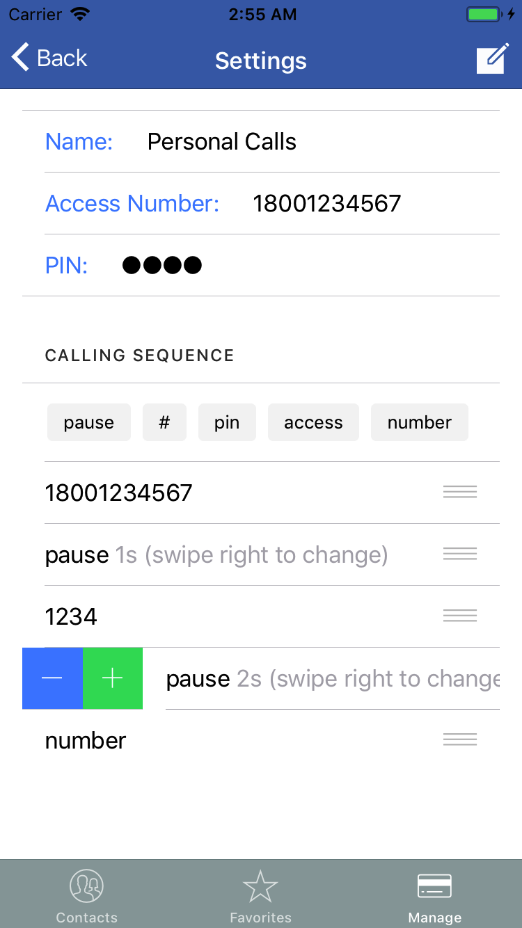 Carrier 2:55 AM
Back Settings
Name: Personal Calls
Access Number: 18001234567
PIN: ●●●●
CALLING SEQUENCE
pause # pin access number
18001234567
pause 1s (swipe right to change)
1234
− + pause 2s (swipe right to change
number
Contacts Favorites Manage